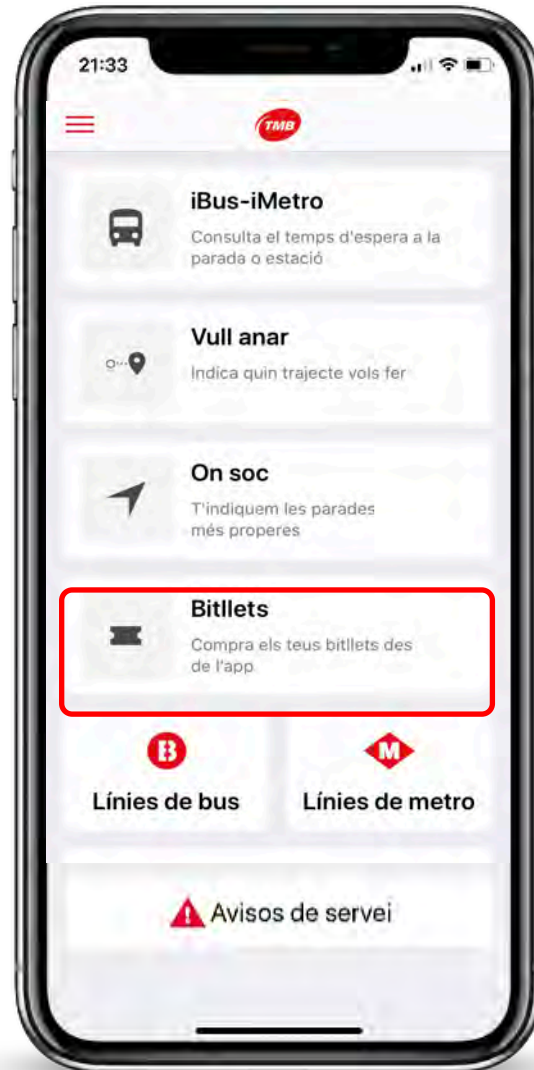 21:33
TMB
iBus-iMetro
Consulta el temps d'espera a la
parada o estació
Vull anar
Indica quin trajecte vols fer
On soc
T'indiquem les parades
més properes
Bitllets
Compra els teus bitllets des
de l'app
B
M
Línies de bus
Línies de metro
Avisos de servei